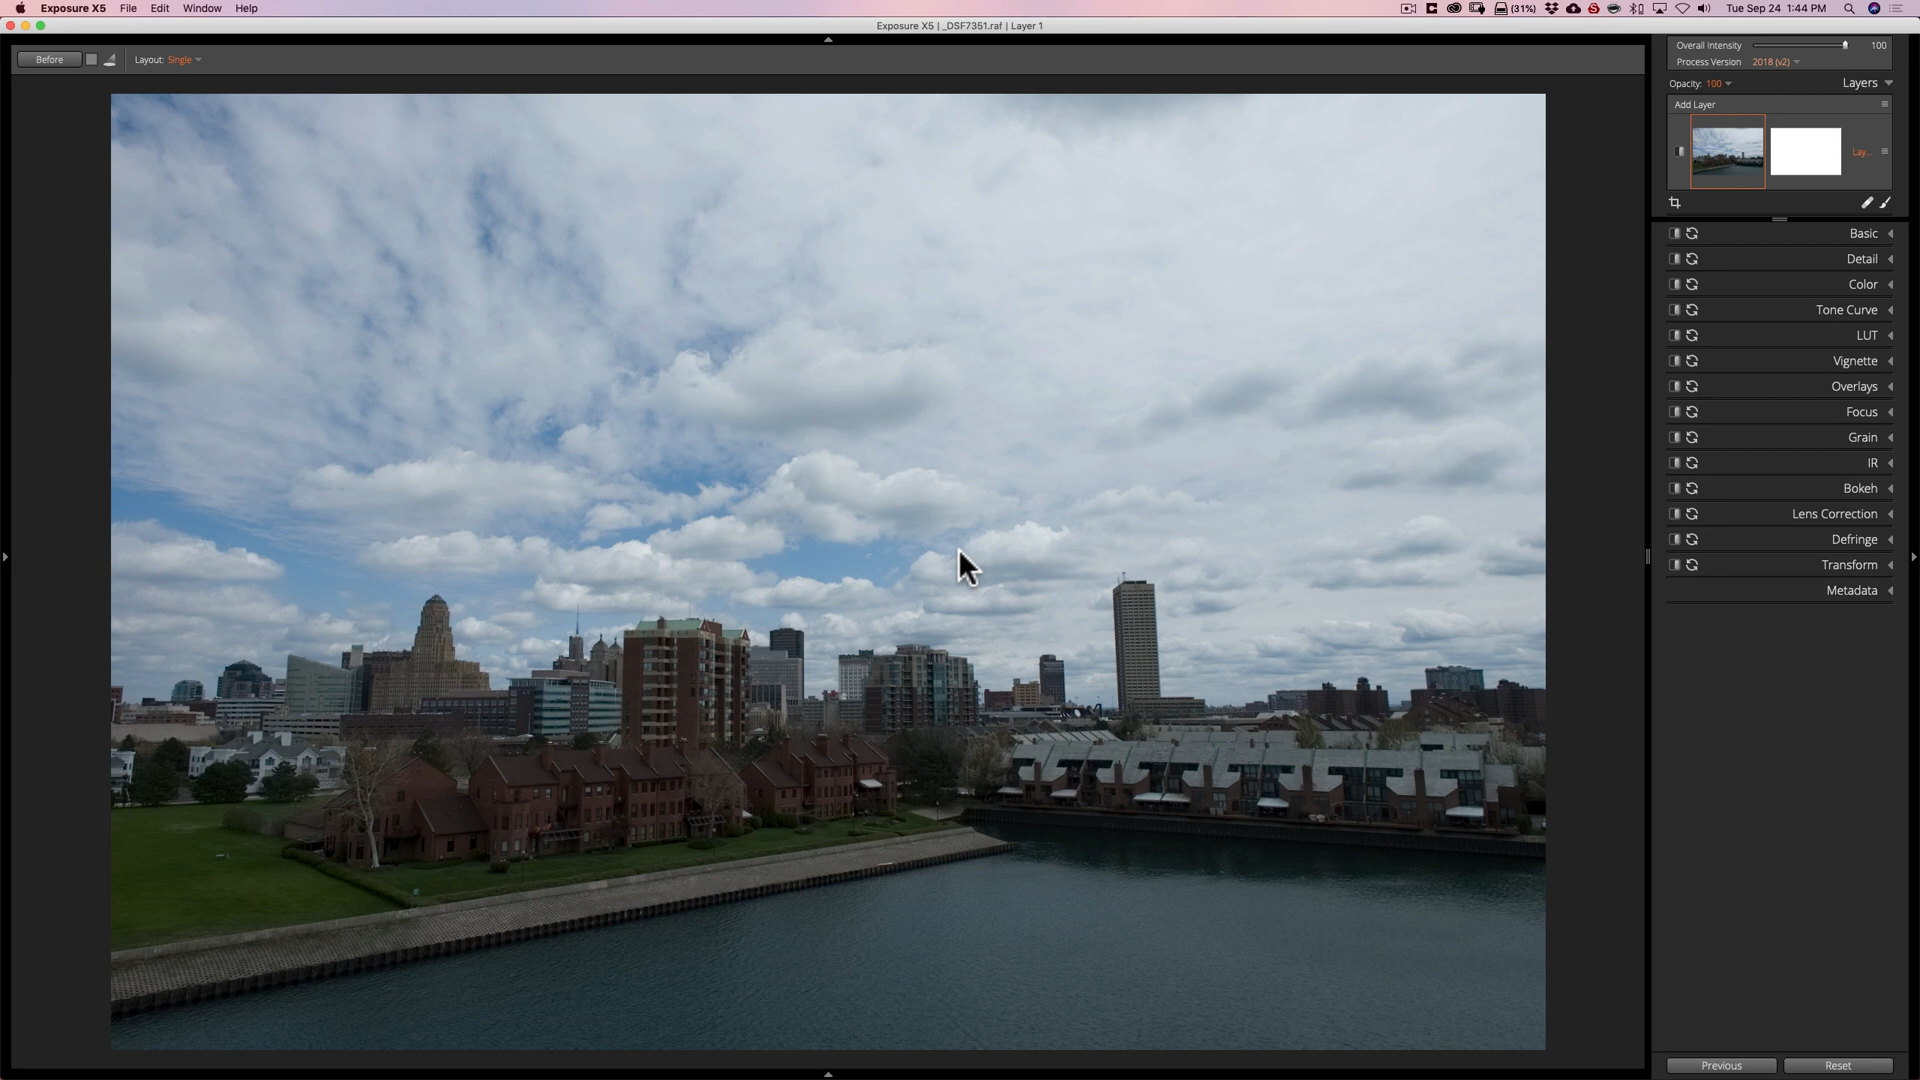 Exposure X5 File Edit Window Help (31%) Tue Sep 24 1:44 PM
Exposure X5 | _DSF7351.raf | Layer 1
Before Layout: Single
Overall Intensity 100
Process Version 2018 (v2)
Opacity: 100 Layers
Add Layer
Lay...
Basic
Detail
Color
Tone Curve
LUT
Vignette
Overlays
Focus
Grain
IR
Bokeh
Lens Correction
Defringe
Transform
Metadata
Previous Reset